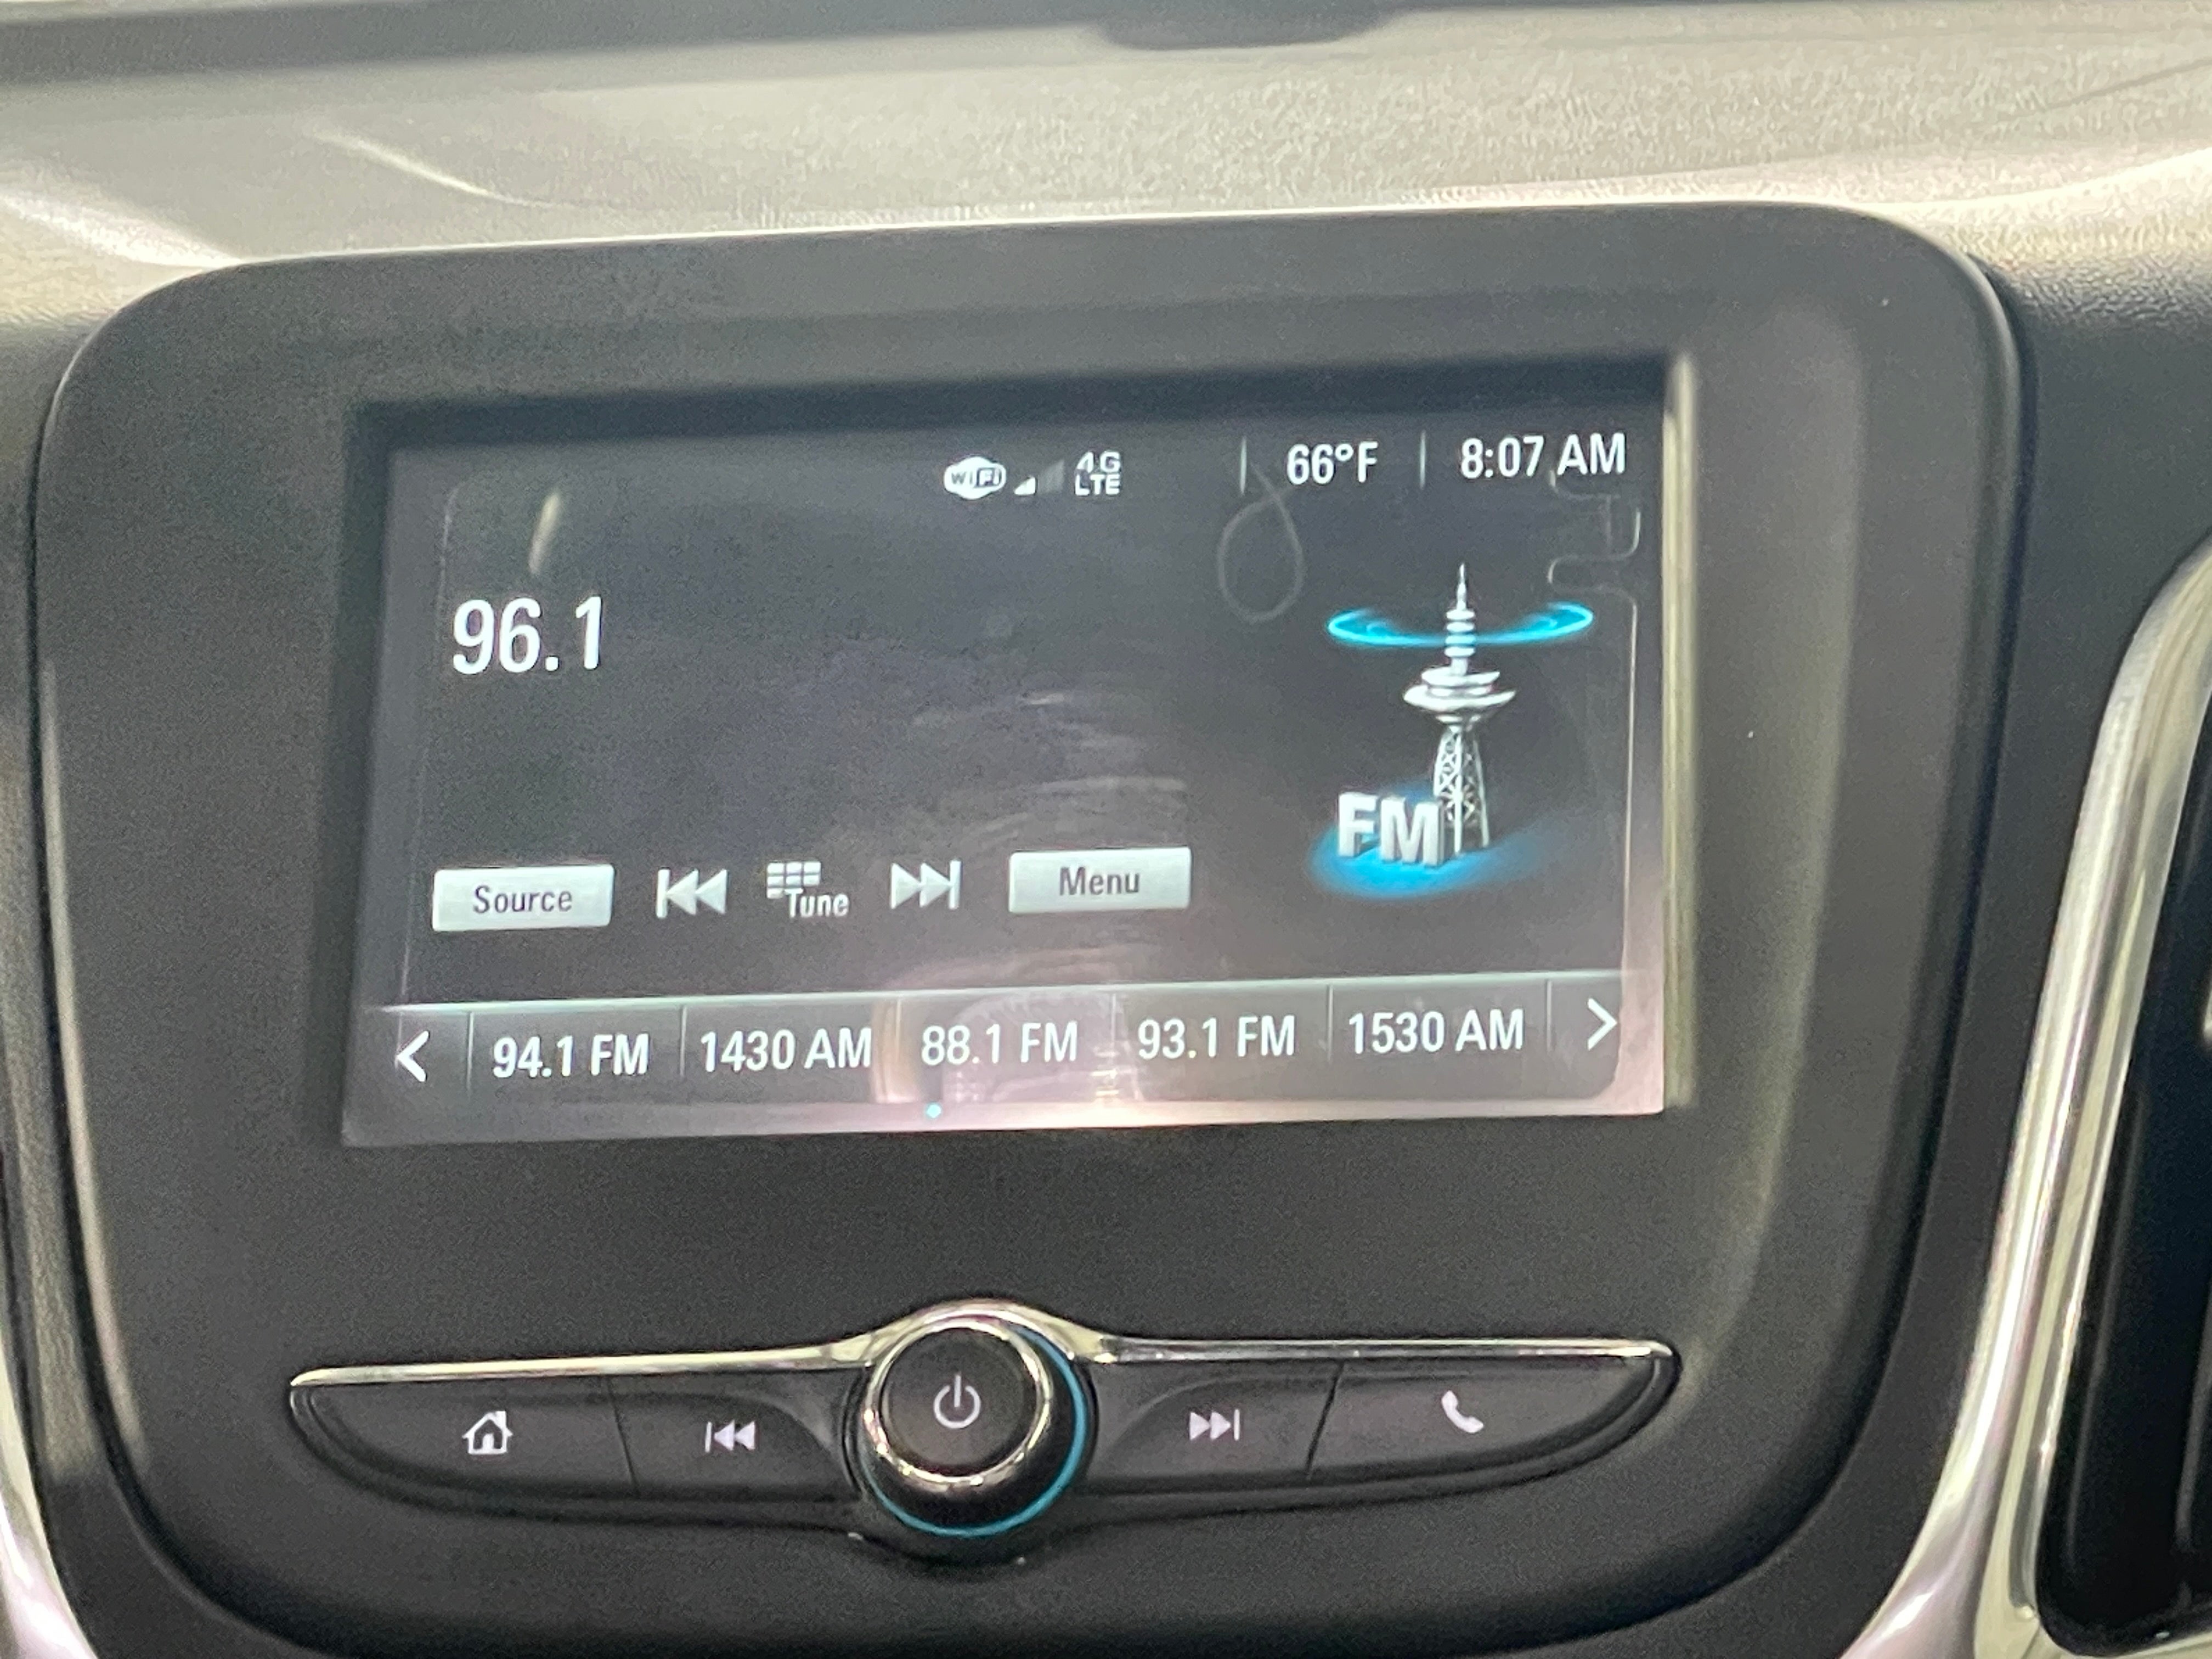 WiFi 4G LTE 66°F 8:07 AM
96.1
FM
Source Tune Menu
94.1 FM 1430 AM 88.1 FM 93.1 FM 1530 AM